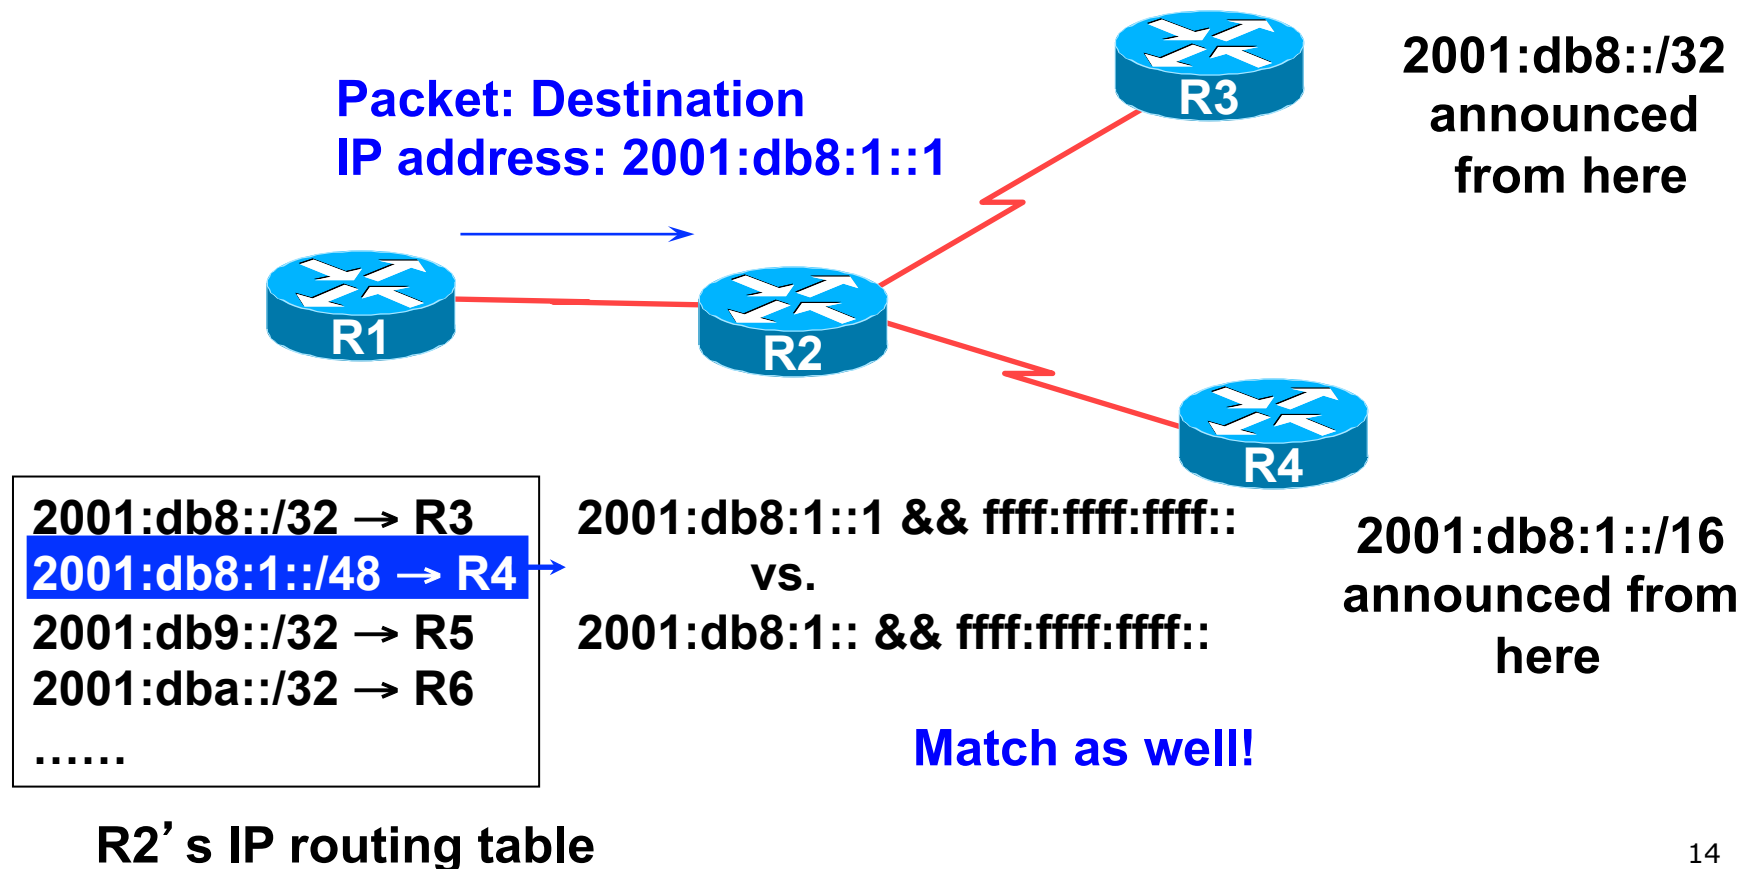 Packet: Destination
IP address: 2001:db8:1::1
R3
2001:db8::/32
announced
from here
R1
R2
R4
2001:db8::/32 → R3
2001:db8:1::/48 → R4
2001:db9::/32 → R5
2001:dba::/32 → R6
……
2001:db8:1::1 && ffff:ffff:ffff::
vs.
2001:db8:1:: && ffff:ffff:ffff::
Match as well!
2001:db8:1::/16
announced from
here
R2’s IP routing table
14